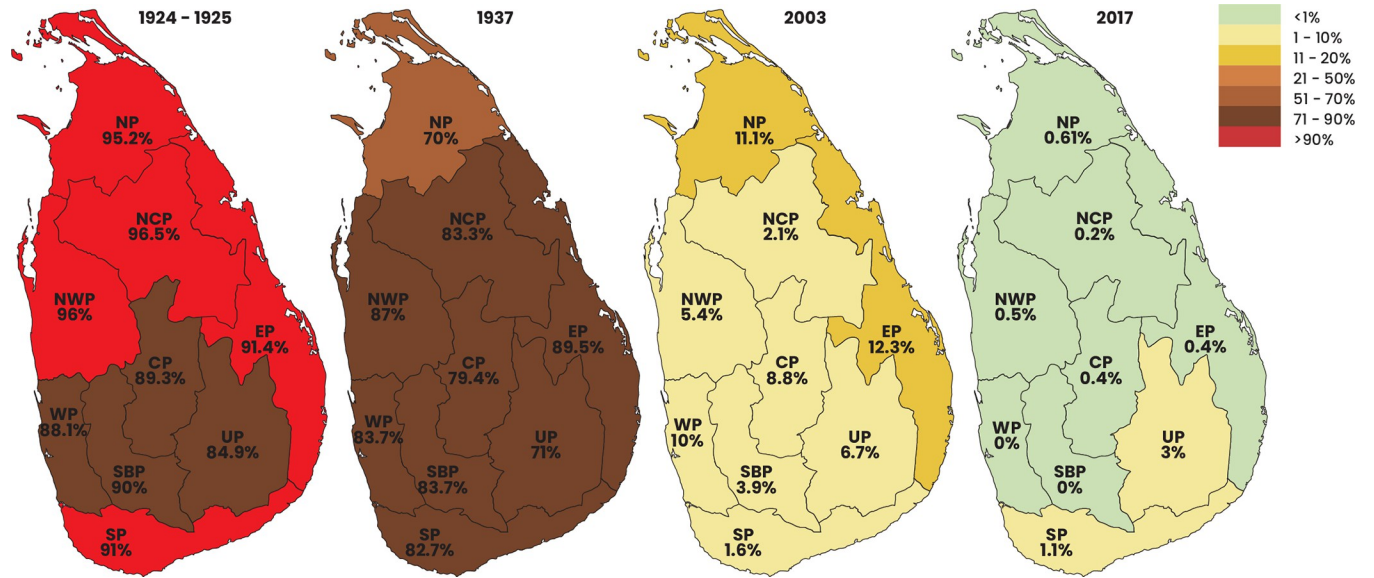 1924 - 1925
NP
95.2%
NCP
96.5%
NWP
96%
EP
91.4%
CP
89.3%
WP
88.1%
UP
84.9%
SBP
90%
SP
91%
1937
NP
70%
NCP
83.3%
NWP
87%
EP
89.5%
CP
79.4%
WP
83.7%
UP
71%
SBP
83.7%
SP
82.7%
2003
NP
11.1%
NCP
2.1%
NWP
5.4%
EP
12.3%
CP
8.8%
WP
10%
UP
6.7%
SBP
3.9%
SP
1.6%
2017
NP
0.61%
NCP
0.2%
NWP
0.5%
EP
0.4%
CP
0.4%
WP
0%
UP
3%
SBP
0%
SP
1.1%
<1%
1 - 10%
11 - 20%
21 - 50%
51 - 70%
71 - 90%
>90%